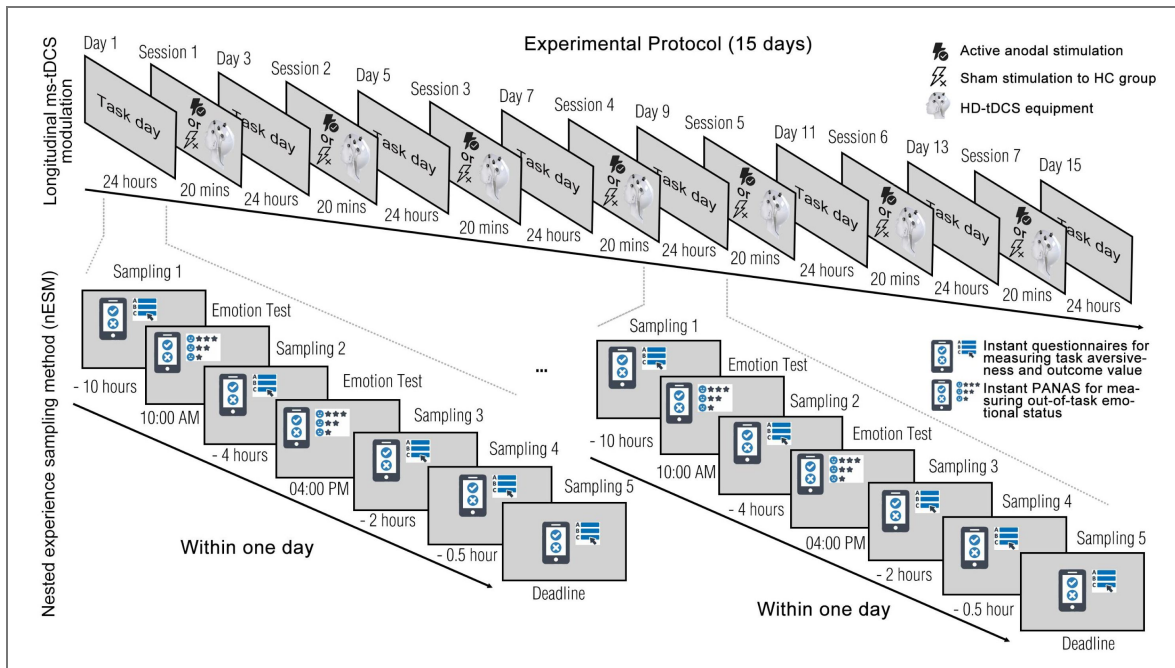 Experimental Protocol (15 days)
Active anodal stimulation
Sham stimulation to HC group
HD-tDCS equipment
Longitudinal ms-tDCS
modulation
Day 1
Session 1
Day 3
Session 2
Day 5
Session 3
Day 7
Session 4
Day 9
Session 5
Day 11
Session 6
Day 13
Session 7
Day 15
Task day
or
Task day
or
Task day
or
Task day
or
Task day
or
Task day
or
Task day
or
Task day
24 hours
20 mins
24 hours
20 mins
24 hours
20 mins
24 hours
20 mins
24 hours
20 mins
24 hours
20 mins
24 hours
20 mins
24 hours
Nested experience sampling method (nESM)
Sampling 1
Emotion Test
Sampling 2
Emotion Test
Sampling 3
Sampling 4
Sampling 5
A
B
C
A
B
C
A
B
C
A
B
C
A
B
C
- 10 hours
10:00 AM
- 4 hours
04:00 PM
- 2 hours
- 0.5 hour
Deadline
Within one day
...
Sampling 1
Emotion Test
Sampling 2
Emotion Test
Sampling 3
Sampling 4
Sampling 5
A
B
C
A
B
C
A
B
C
A
B
C
A
B
C
- 10 hours
10:00 AM
- 4 hours
04:00 PM
- 2 hours
- 0.5 hour
Deadline
Within one day
A
B
C
Instant questionnaires for
measuring task aversive-
ness and outcome value
Instant PANAS for mea-
suring out-of-task emo-
tional status